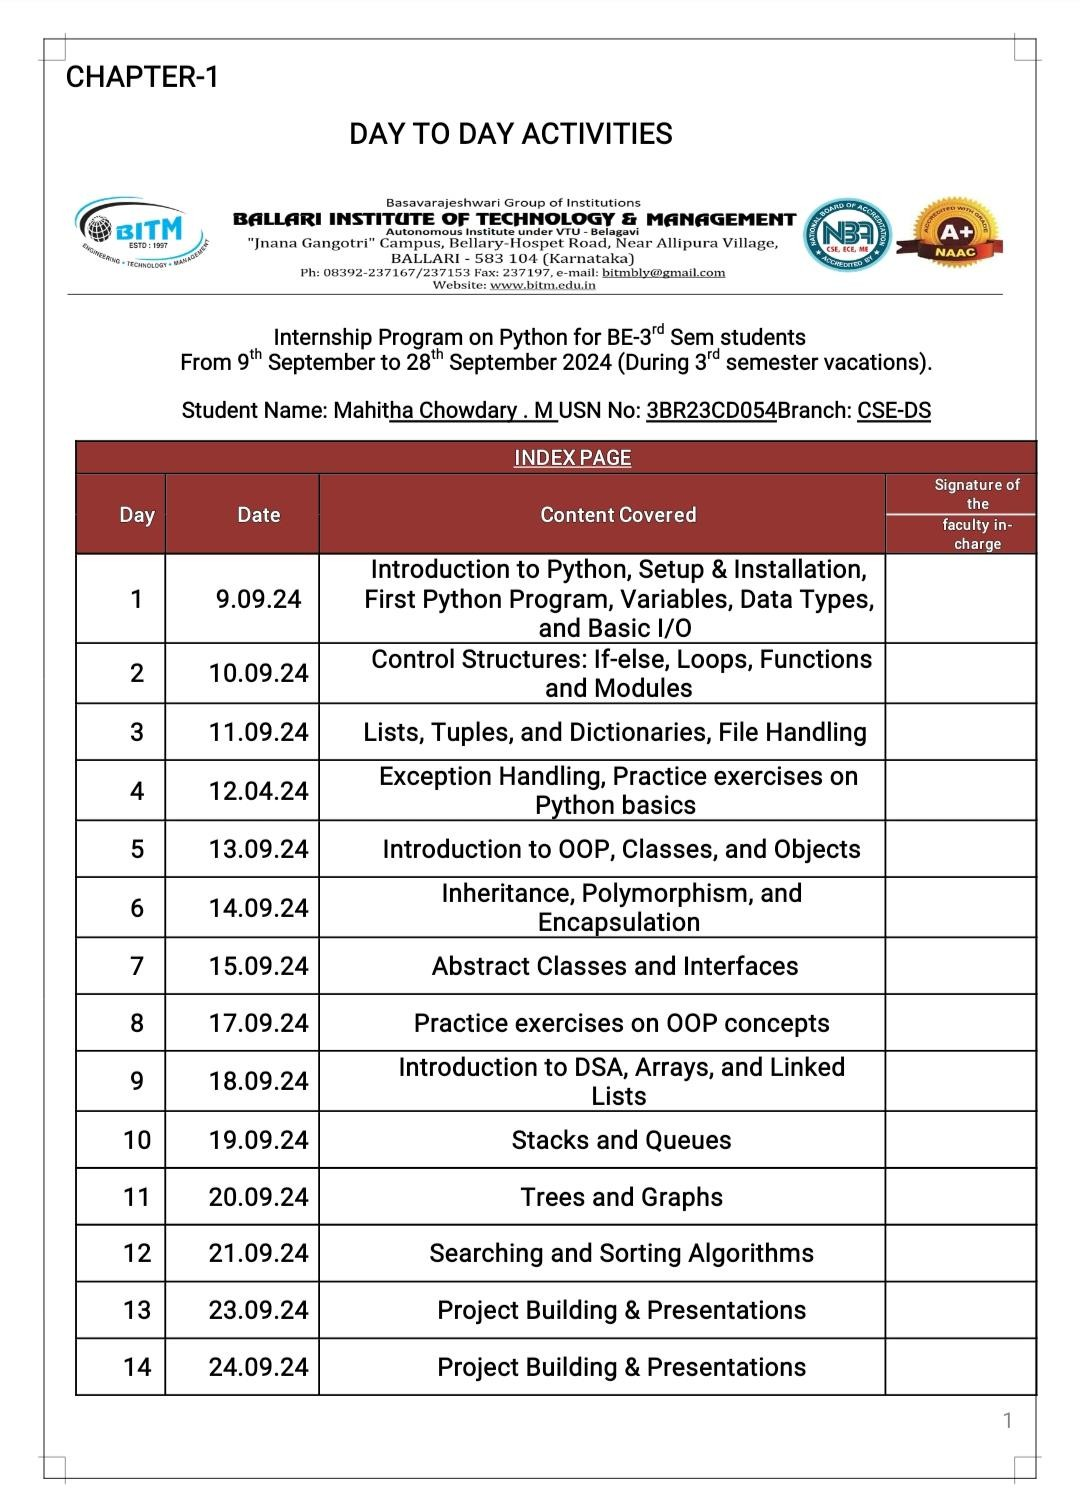 CHAPTER-1
DAY TO DAY ACTIVITIES
BITM
ESTD : 1997
ENGINEERING • TECHNOLOGY • MANAGEMENT
Basavarajeshwari Group of Institutions
BALLARI INSTITUTE OF TECHNOLOGY & MANAGEMENT
Autonomous Institute under VTU - Belagavi
"Jnana Gangotri" Campus, Bellary-Hospet Road, Near Allipura Village,
BALLARI - 583 104 (Karnataka)
Ph: 08392-237167/237153 Fax: 237197, e-mail: bitmbly@gmail.com
Website: www.bitm.edu.in
NATIONAL BOARD OF ACCREDITATION
NBA
CSE, ECE, ME
ACCREDITED BY
ACCREDITED WITH GRADE
A+
NAAC
Internship Program on Python for BE-3rd Sem students
From 9th September to 28th September 2024 (During 3rd semester vacations).
Student Name: Mahitha Chowdary . M USN No: 3BR23CD054Branch: CSE-DS
INDEX PAGE
Day Date Content Covered Signature of
the
faculty in-
charge
1 9.09.24 Introduction to Python, Setup & Installation,
First Python Program, Variables, Data Types,
and Basic I/O
2 10.09.24 Control Structures: If-else, Loops, Functions
and Modules
3 11.09.24 Lists, Tuples, and Dictionaries, File Handling
4 12.04.24 Exception Handling, Practice exercises on
Python basics
5 13.09.24 Introduction to OOP, Classes, and Objects
6 14.09.24 Inheritance, Polymorphism, and
Encapsulation
7 15.09.24 Abstract Classes and Interfaces
8 17.09.24 Practice exercises on OOP concepts
9 18.09.24 Introduction to DSA, Arrays, and Linked
Lists
10 19.09.24 Stacks and Queues
11 20.09.24 Trees and Graphs
12 21.09.24 Searching and Sorting Algorithms
13 23.09.24 Project Building & Presentations
14 24.09.24 Project Building & Presentations
1